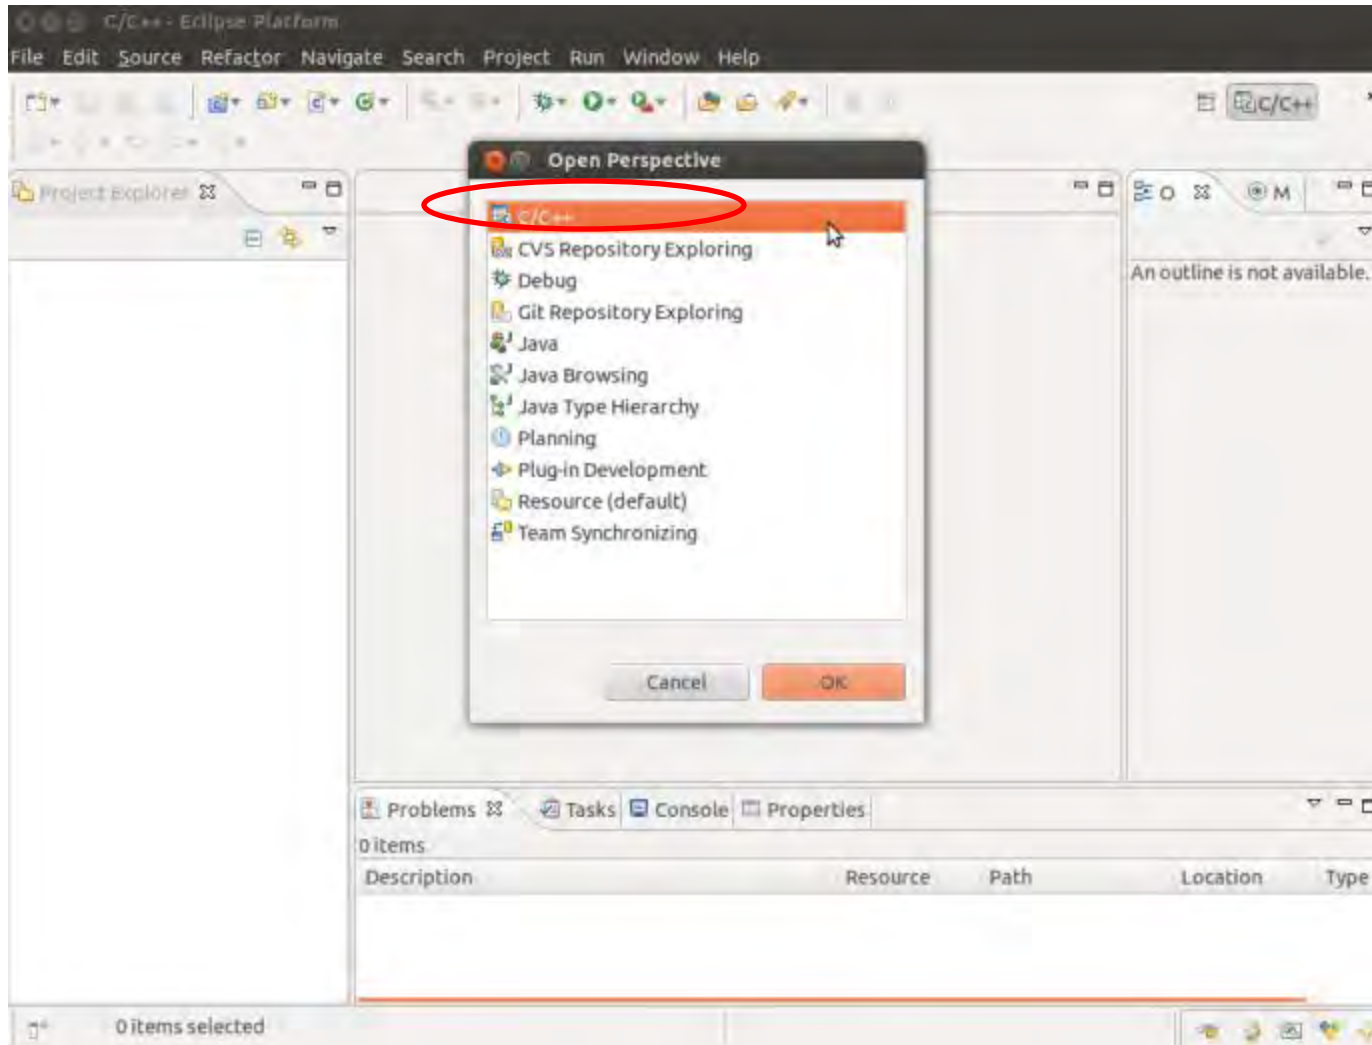 C/C++ - Eclipse Platform
File Edit Source Refactor Navigate Search Project Run Window Help
C/C++
Open Perspective
Project Explorer
O M
C/C++
CVS Repository Exploring
An outline is not available.
Debug
Git Repository Exploring
Java
Java Browsing
Java Type Hierarchy
Planning
Plug-in Development
Resource (default)
Team Synchronizing
Cancel OK
Problems Tasks Console Properties
0 items
Description Resource Path Location Type
0 items selected